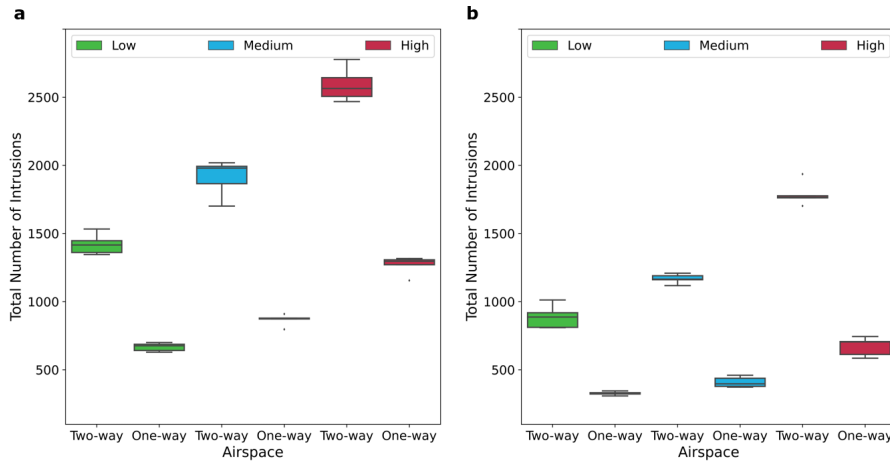 a
Low Medium High
Total Number of Intrusions
2500
2000
1500
1000
500
Two-way One-way Two-way One-way Two-way One-way
Airspace
b
Low Medium High
Total Number of Intrusions
2500
2000
1500
1000
500
Two-way One-way Two-way One-way Two-way One-way
Airspace